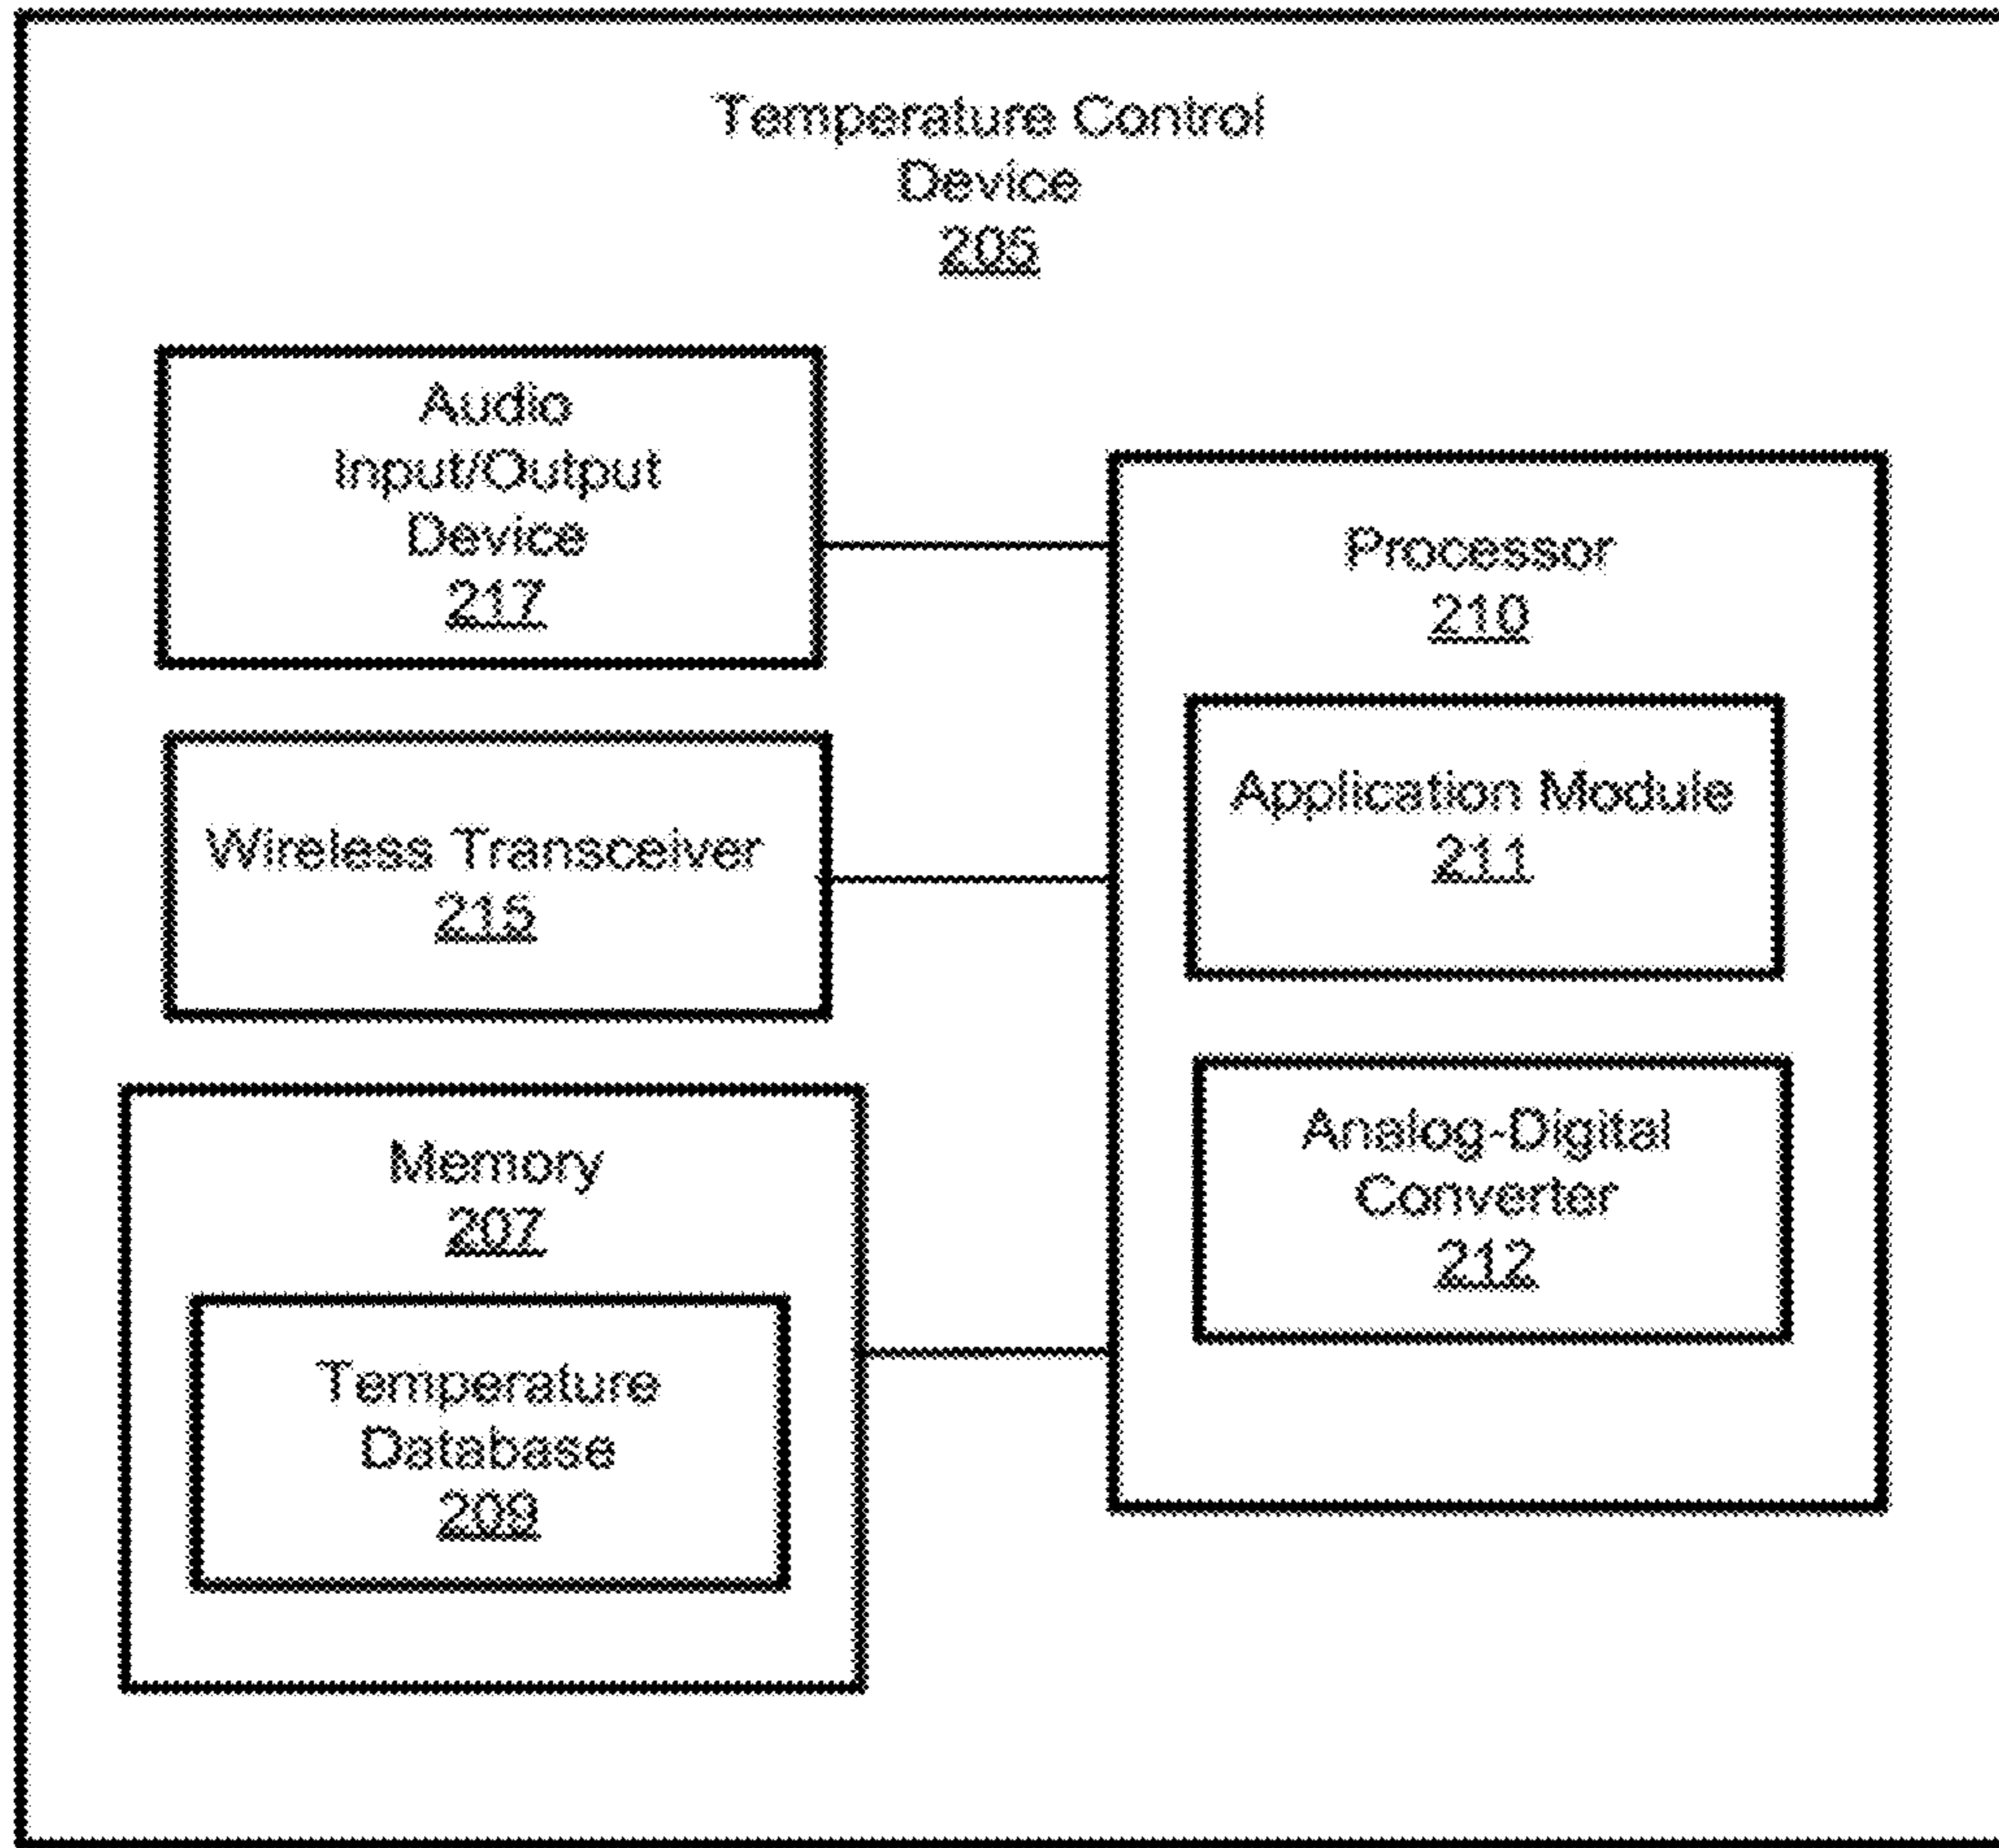 Temperature Control
Device
205
Audio
Input/Output
Device
217
Wireless Transceiver
215
Memory
207
Temperature
Database
209
Processor
210
Application Module
211
Analog-Digital
Converter
212